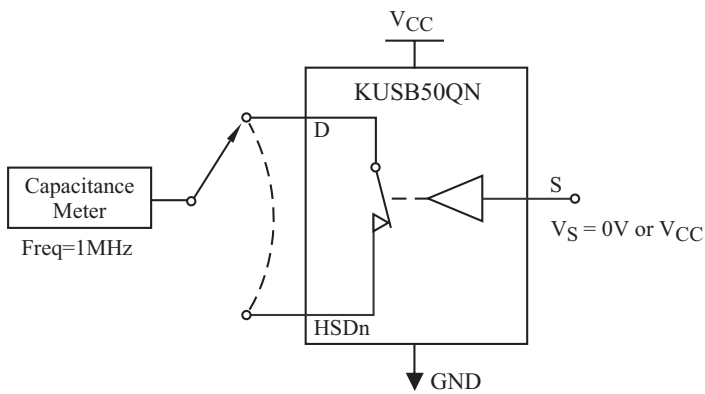 VCC
KUSB50QN
D
Capacitance
Meter
Freq=1MHz
S
VS = 0V or VCC
HSDn
GND